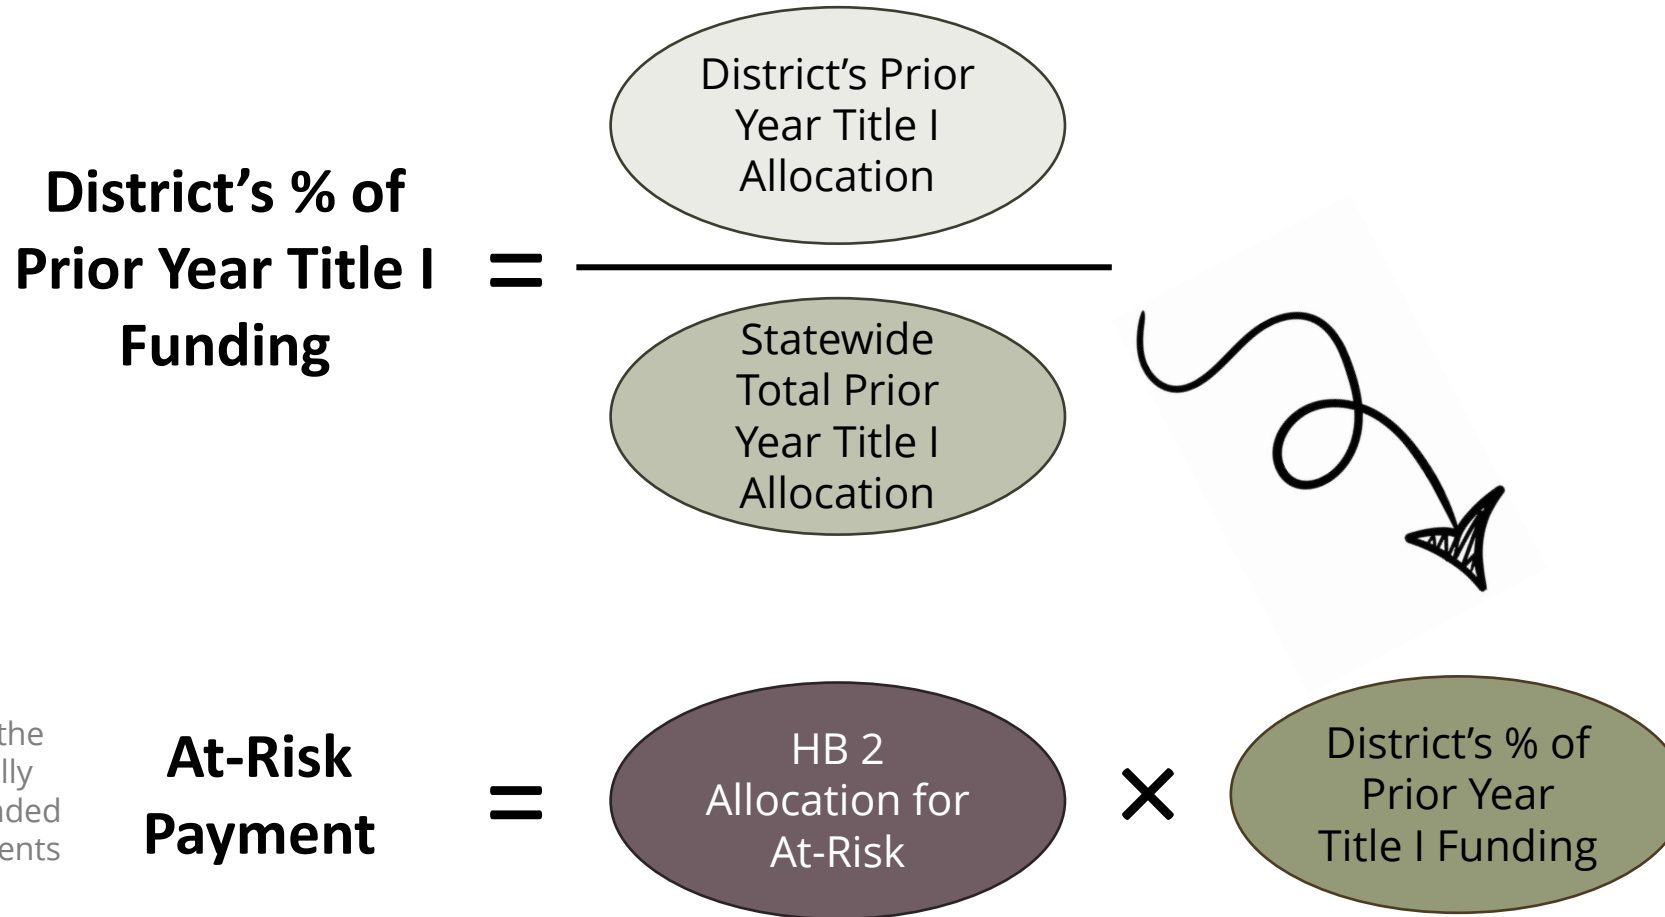 District’s % of
Prior Year Title I
Funding
=
District’s Prior
Year Title I
Allocation
Statewide
Total Prior
Year Title I
Allocation
the
At-Risk
Payment
=
HB 2
Allocation for
At-Risk
×
District’s % of
Prior Year
Title I Funding